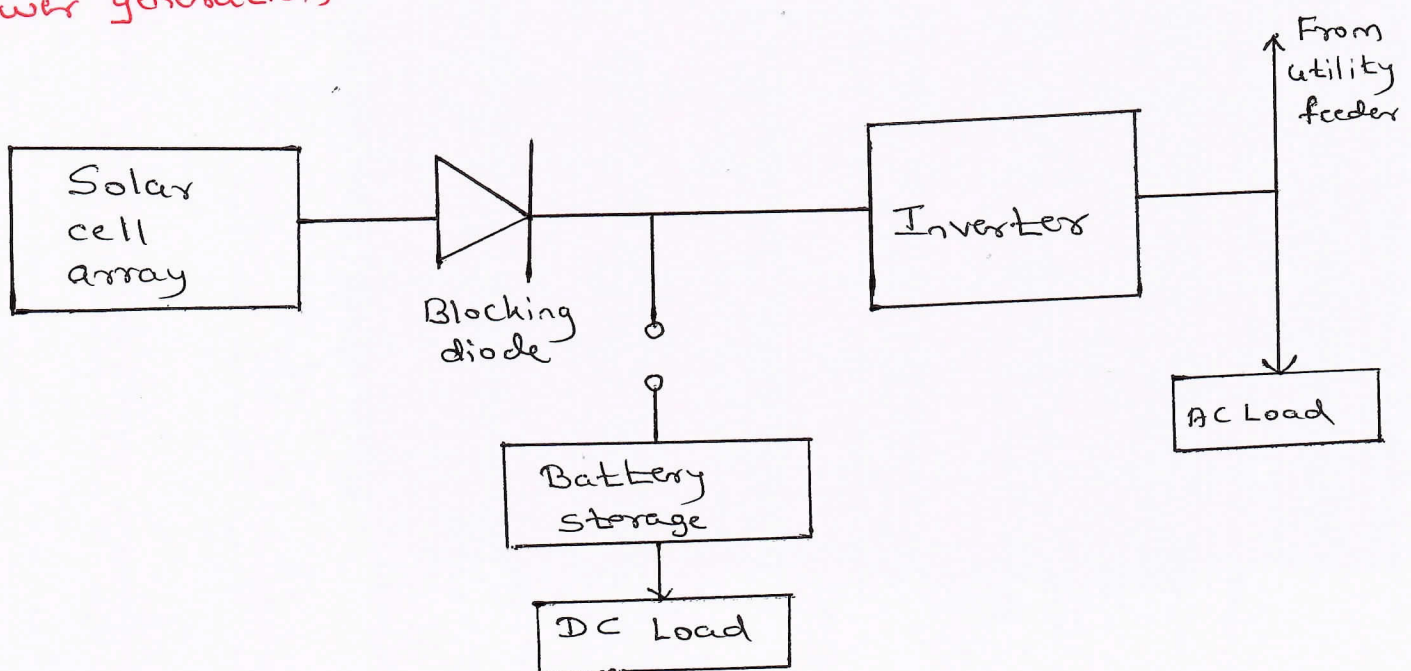 From
utility
feeder
Solar
cell
array
Blocking
diode
Inverter
AC Load
Battery
storage
DC Load